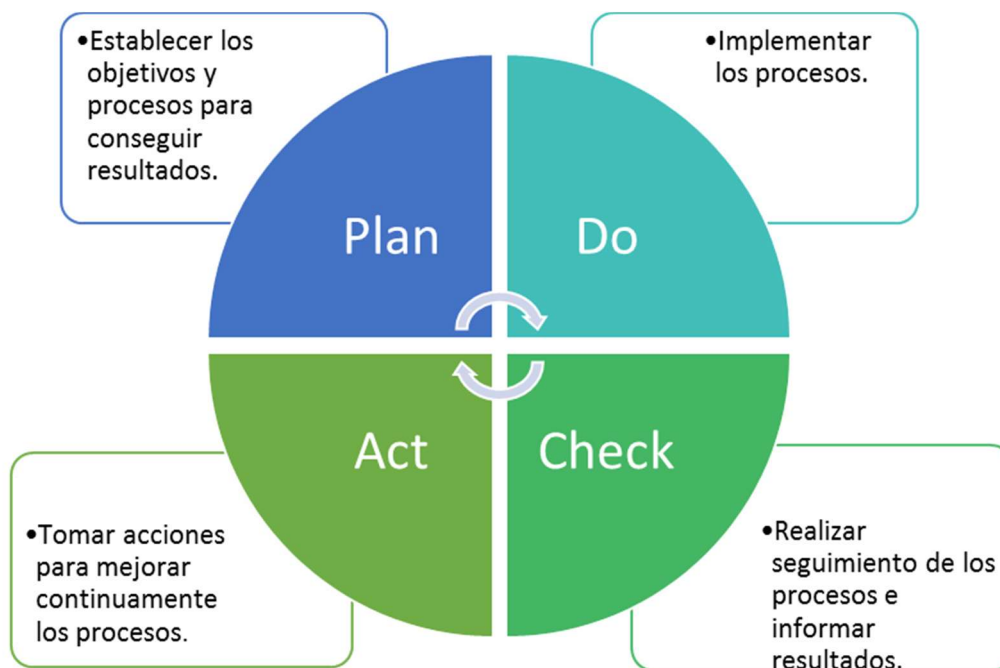 •Establecer los
objetivos y
procesos para
conseguir
resultados.
•Implementar
los procesos.
Plan
Do
Act
Check
•Tomar acciones
para mejorar
continuamente
los procesos.
•Realizar
seguimiento de los
procesos e
informar
resultados.